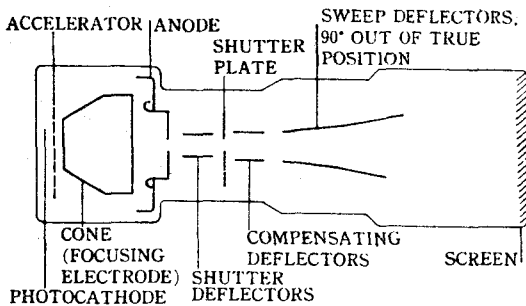 ACCELERATOR
ANODE
SHUTTER
PLATE
SWEEP DEFLECTORS,
90° OUT OF TRUE
POSITION
CONE
(FOCUSING
ELECTRODE)
PHOTOCATHODE
SHUTTER
DEFLECTORS
COMPENSATING
DEFLECTORS
SCREEN